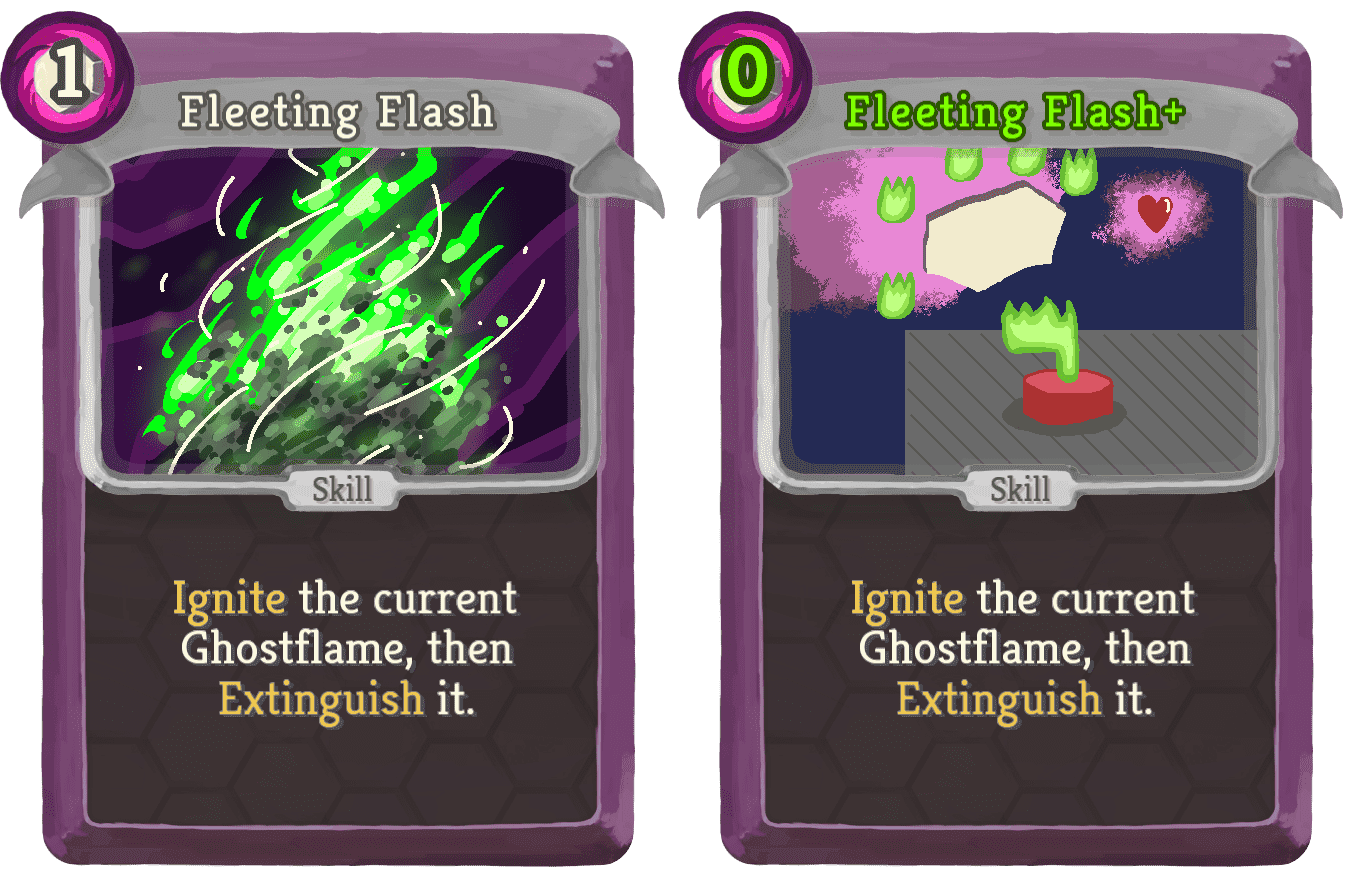 1
Fleeting Flash
Skill
Ignite the current
Ghostflame, then
Extinguish it.
0
Fleeting Flash+
Skill
Ignite the current
Ghostflame, then
Extinguish it.